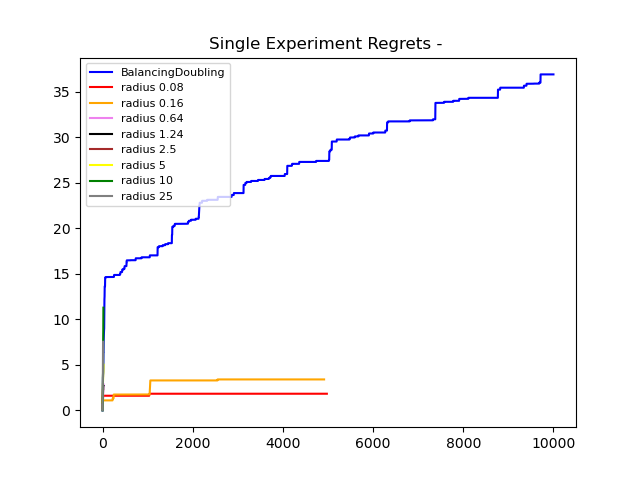 Single Experiment Regrets -
BalancingDoubling
radius 0.08
radius 0.16
radius 0.64
radius 1.24
radius 2.5
radius 5
radius 10
radius 25
35
30
25
20
15
10
5
0
0 2000 4000 6000 8000 10000